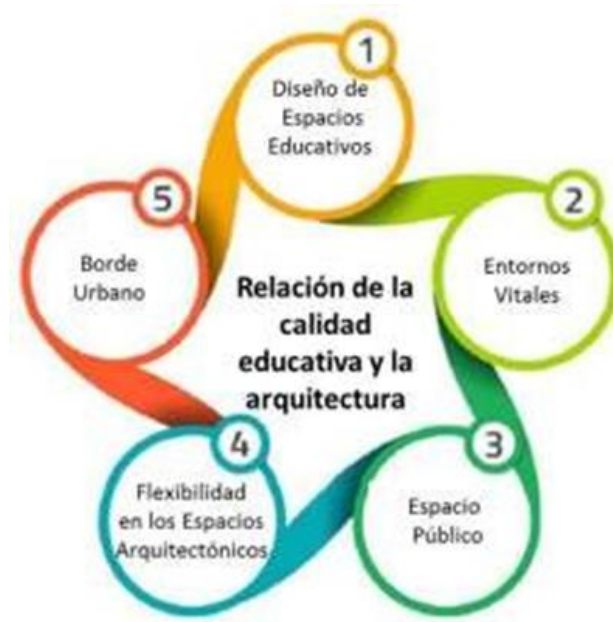 1
Diseño de
Espacios
Educativos
2
Entornos
Vitales
3
Espacio
Público
4
Flexibilidad
en los Espacios
Arquitectónicos
5
Borde
Urbano
Relación de la
calidad
educativa y la
arquitectura